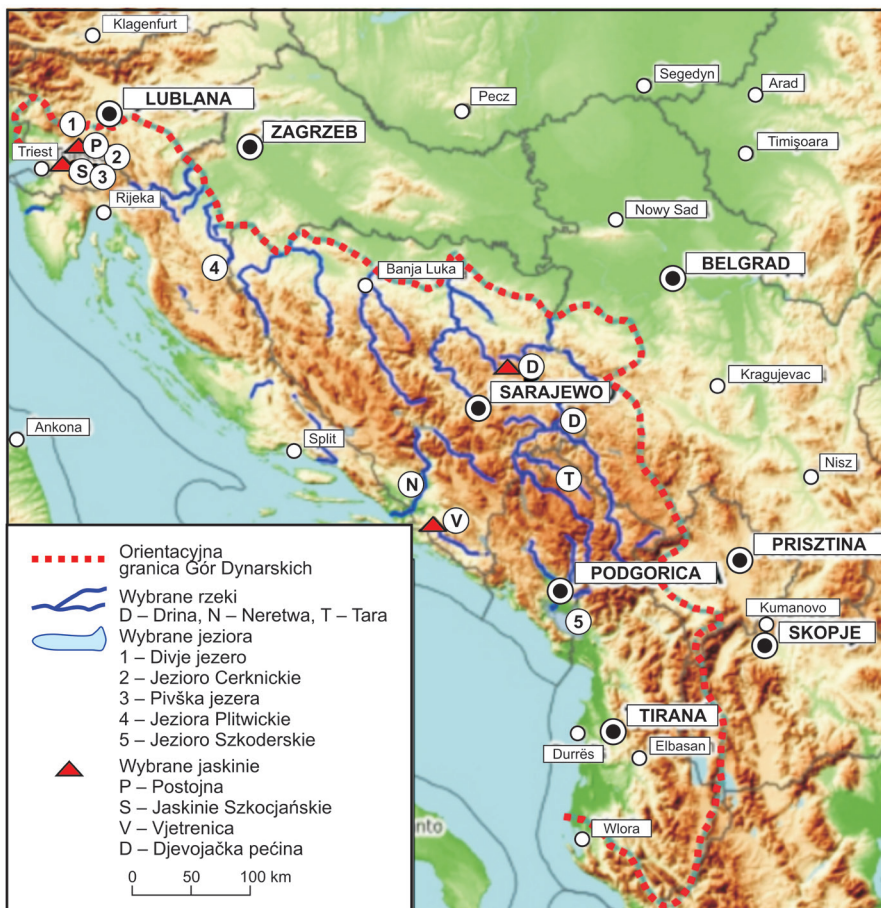 Klagenfurt
LUBLANA
Segedyn
Arad
Pecz
1
ZAGRZEB
P
2
Triest
S
3
Timişoara
Rijeka
Nowy Sad
4
Banja Luka
BELGRAD
D
SARAJEWO
Kragujevac
D
Ankona
Split
Nisz
N
T
V
PRISZTINA
PODGORICA
Kumanovo
5
SKOPJE
TIRANA
Durrës
Elbasan
Wlora
Orientacyjna
granica Gór Dynarskich
Wybrane rzeki
D – Drina, N – Neretwa, T – Tara
Wybrane jeziora
1 – Divje jezero
2 – Jezioro Cerknickie
3 – Pivška jezera
4 – Jeziora Plitwickie
5 – Jezioro Szkoderskie
Wybrane jaskinie
P – Postojna
S – Jaskinie Szkocjańskie
V – Vjetrenica
D – Djevojačka pećina
0 50 100 km